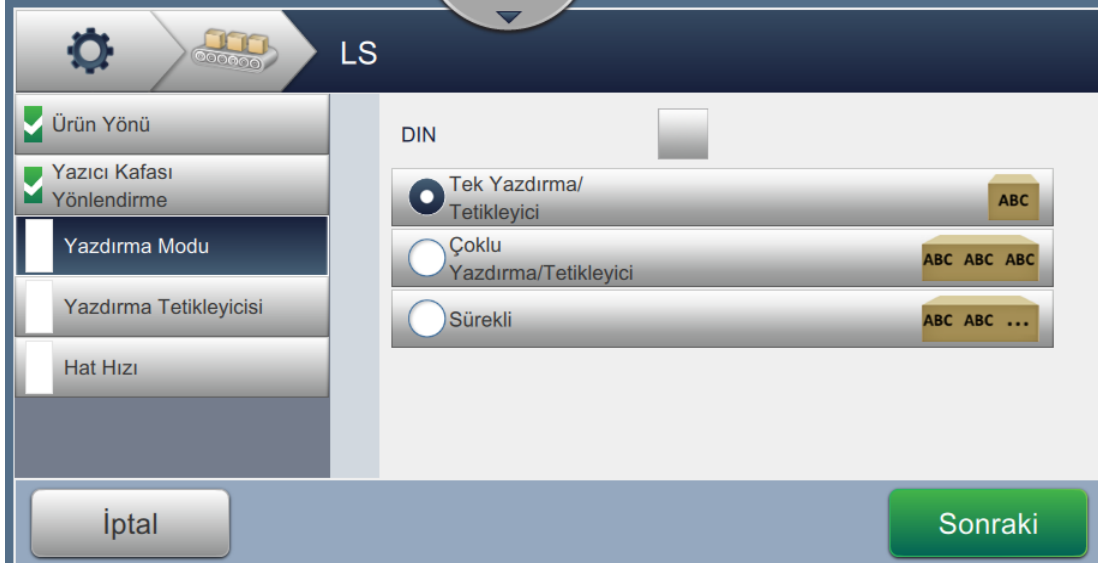 LS
Ürün Yönü
Yazıcı Kafası
Yönlendirme
Yazdırma Modu
Yazdırma Tetikleyicisi
Hat Hızı
DIN
Tek Yazdırma/
Tetikleyici
ABC
Çoklu
Yazdırma/Tetikleyici
ABC ABC ABC
Sürekli
ABC ABC ...
İptal
Sonraki